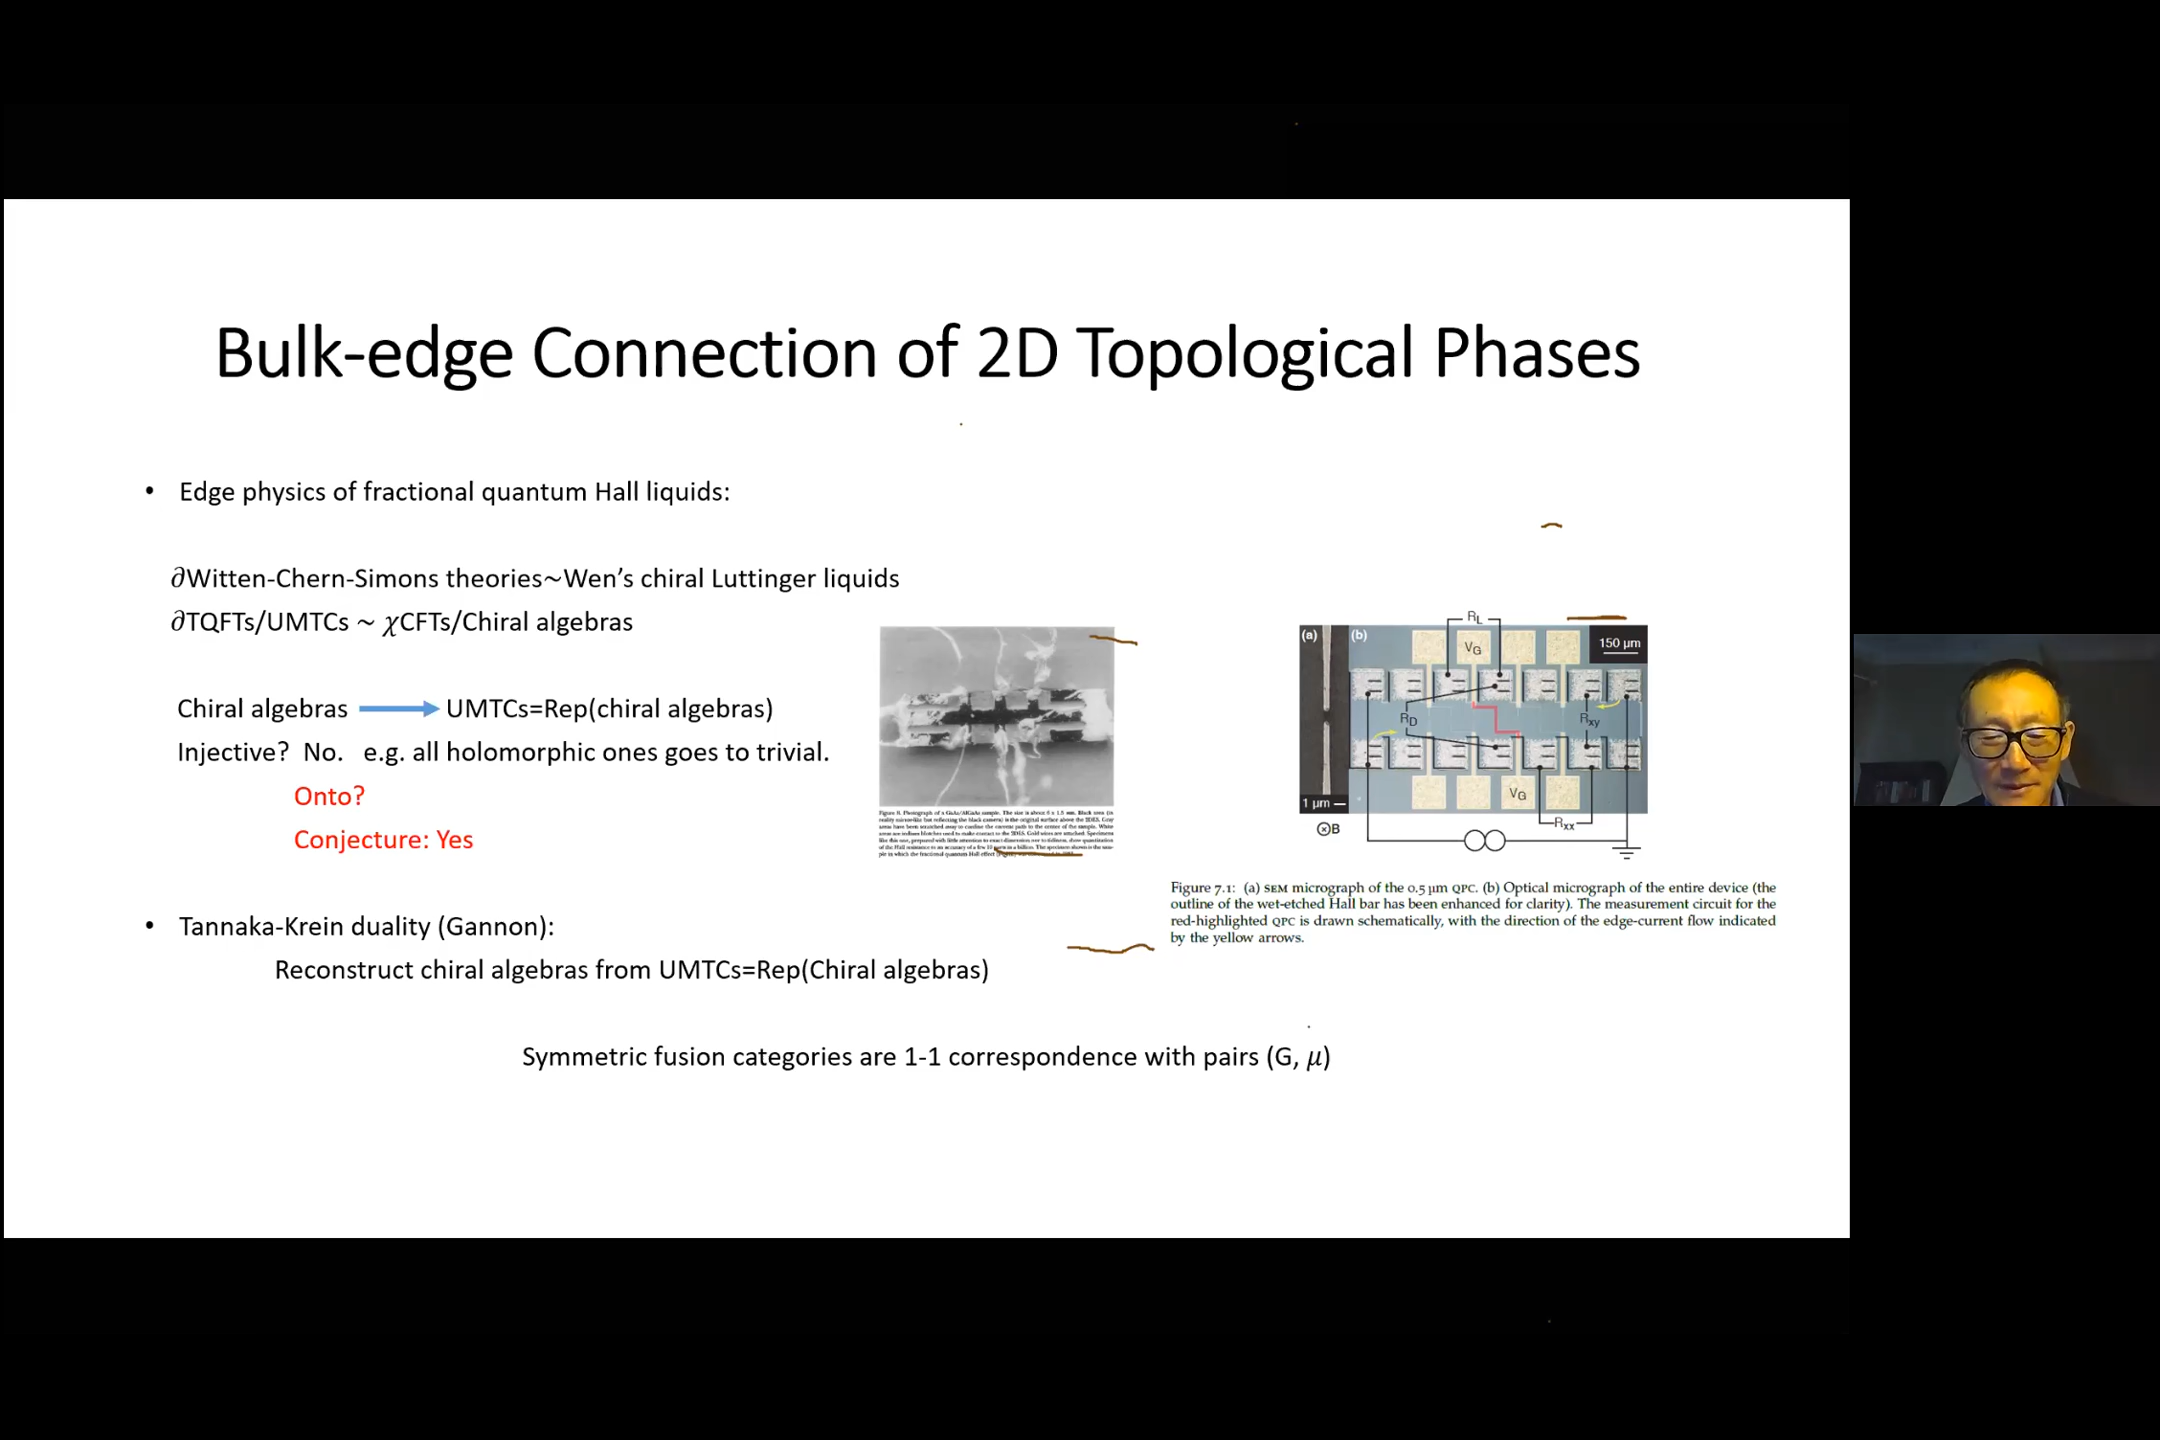 Bulk-edge Connection of 2D Topological Phases
• Edge physics of fractional quantum Hall liquids:
∂Witten-Chern-Simons theories~Wen's chiral Luttinger liquids
∂TQFTs/UMTCs ~ χCFTs/Chiral algebras
Chiral algebras UMTCs=Rep(chiral algebras)
Injective? No. e.g. all holomorphic ones goes to trivial.
Onto?
Conjecture: Yes
• Tannaka-Krein duality (Gannon):
Reconstruct chiral algebras from UMTCs=Rep(Chiral algebras)
Symmetric fusion categories are 1-1 correspondence with pairs (G, μ)
RL
(a) (b)
VG
150 μm
RD
Rxy
VG
1 μm
Rxx
⊗B
Figure 7.1: (a) SEM micrograph of the 0.5 μm QPC. (b) Optical micrograph of the entire device (the
outline of the wet-etched Hall bar has been enhanced for clarity). The measurement circuit for the
red-highlighted QPC is drawn schematically, with the direction of the edge-current flow indicated
by the yellow arrows.